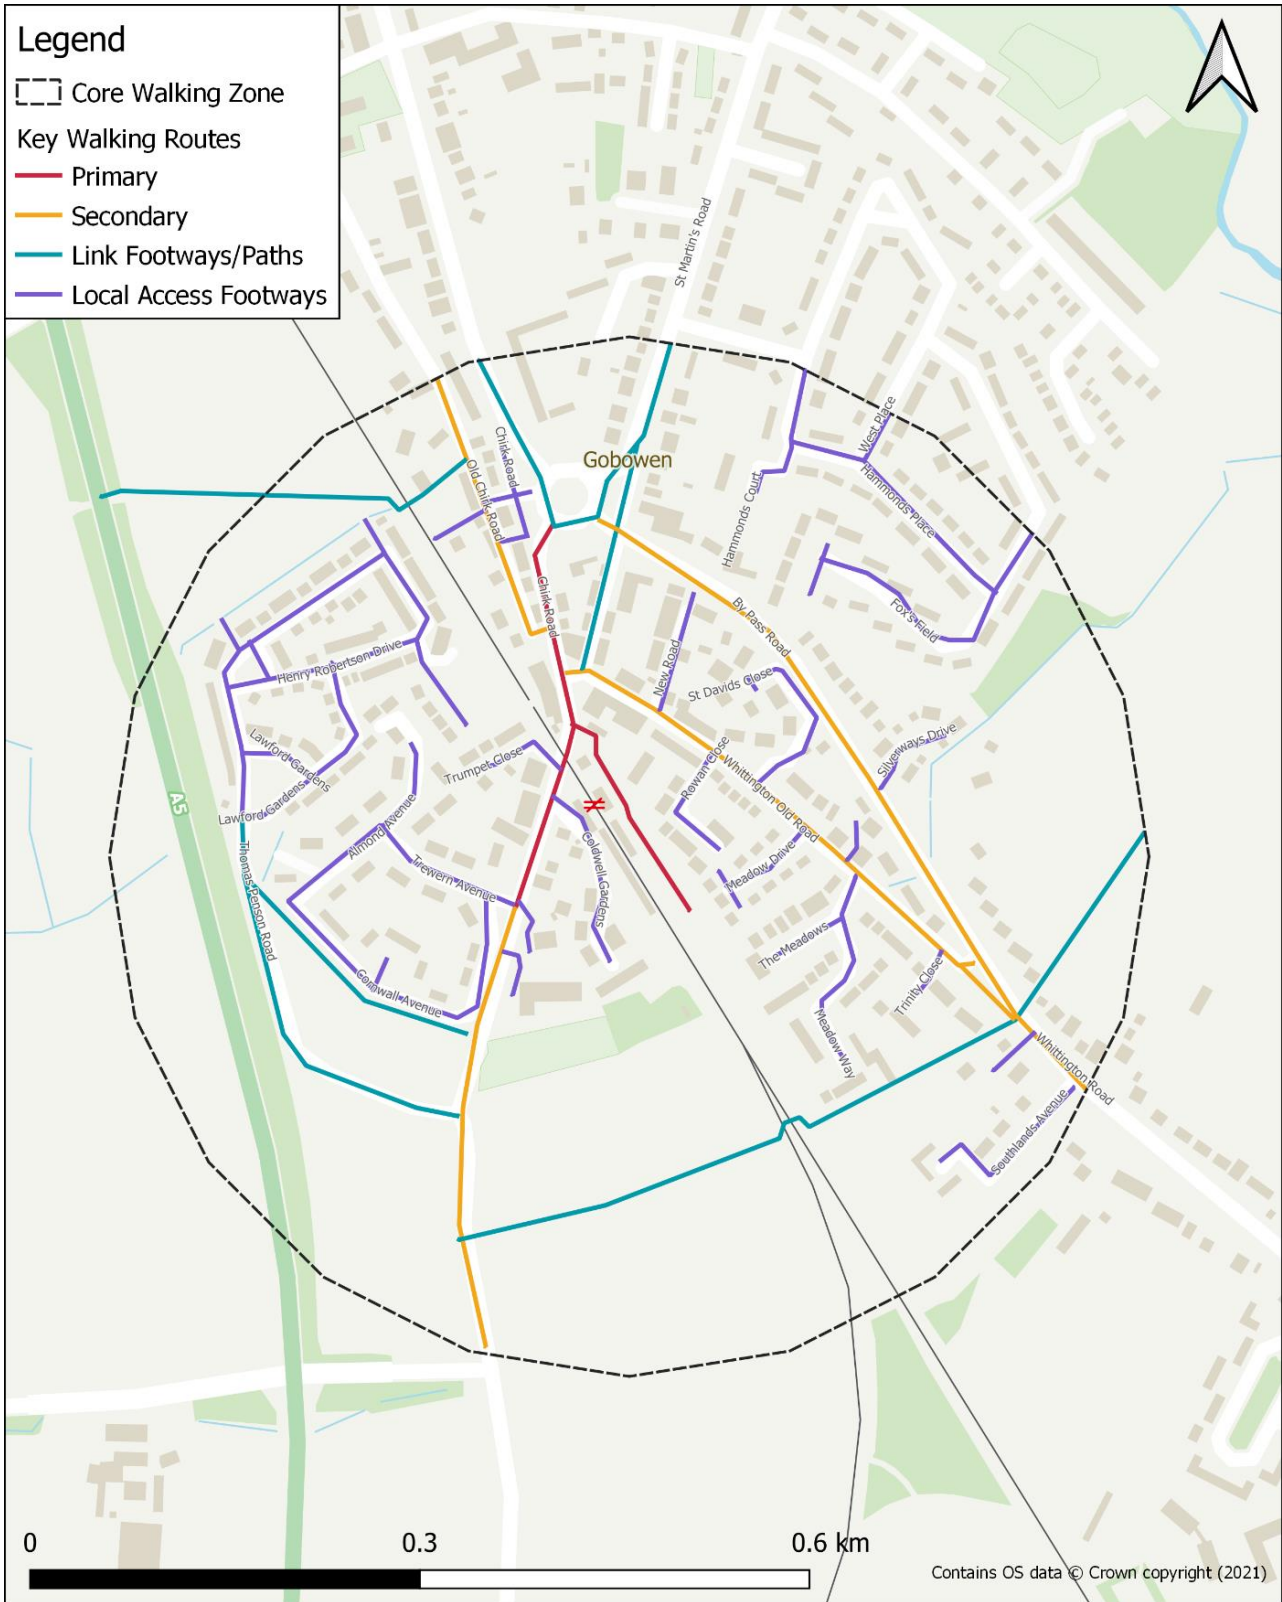 Legend
Core Walking Zone
Key Walking Routes
Primary
Secondary
Link Footways/Paths
Local Access Footways
St Martin's Road
West Place
Chirk Road
Gobowen
Old Chirk Road
Hammonds Court
Hammonds Place
Chirk Road
By Pass Road
Fox's Field
Henry Robertson Drive
New Road
St Davids Close
Lawford Gardens
Trumpet Close
Rowan Close
Silverways Drive
A5
Lawford Gardens
Almond Avenue
Whittington Old Road
Thomas Penson Road
Trewern Avenue
Coldwell Gardens
Meadow Drive
The Meadows
Cornwall Avenue
Trinity Close
Meadow Way
Whittington Road
Southlands Avenue
0 0.3 0.6 km
Contains OS data © Crown copyright (2021)